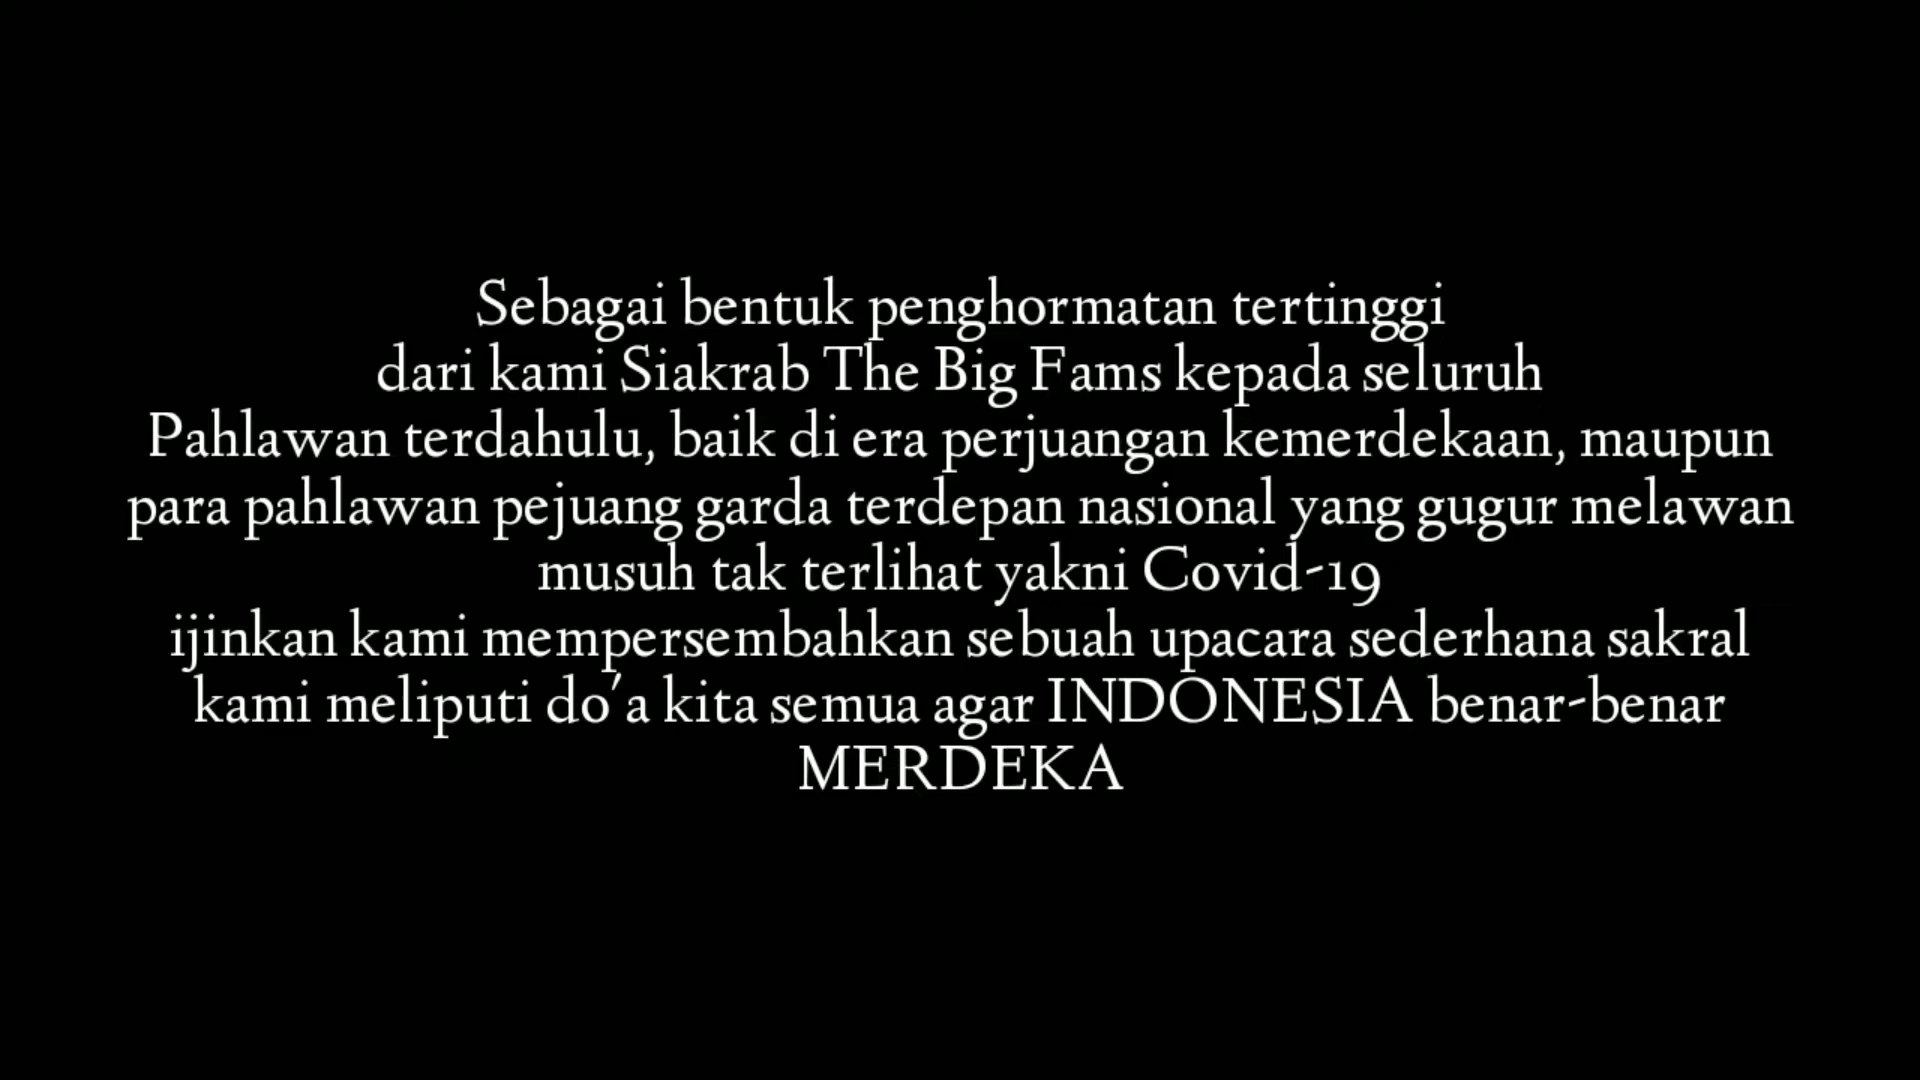 Sebagai bentuk penghormatan tertinggi
dari kami Siakrab The Big Fams kepada seluruh
Pahlawan terdahulu, baik di era perjuangan kemerdekaan, maupun
para pahlawan pejuang garda terdepan nasional yang gugur melawan
musuh tak terlihat yakni Covid-19
ijinkan kami mempersembahkan sebuah upacara sederhana sakral
kami meliputi do'a kita semua agar INDONESIA benar-benar
MERDEKA